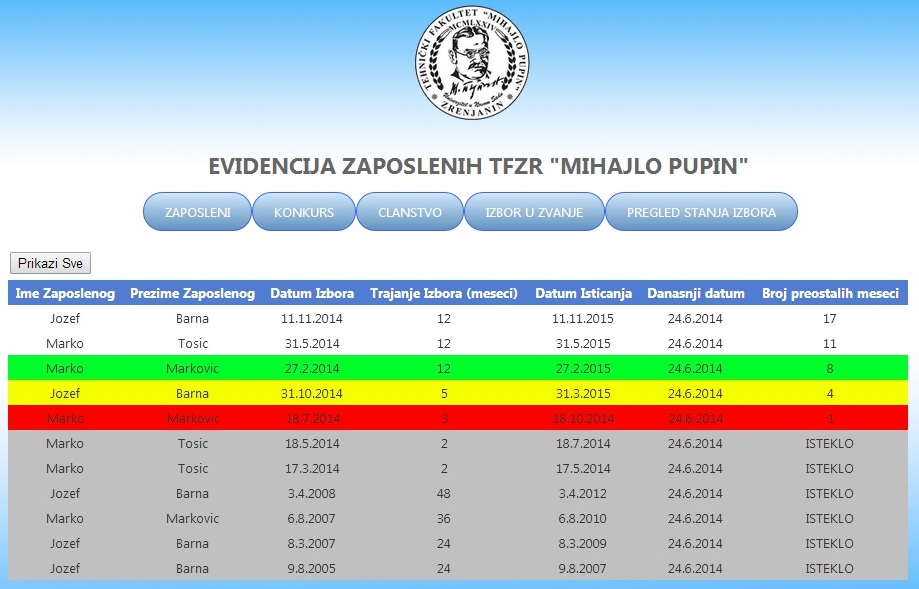 TEHNIČKI FAKULTET "MIHAJLO PUPIN"
MCMLXXIV
Univerzitet u Novom Sadu
ZRENJANIN
EVIDENCIJA ZAPOSLENIH TFZR "MIHAJLO PUPIN"
ZAPOSLENI KONKURS CLANSTVO IZBOR U ZVANJE PREGLED STANJA IZBORA
Prikazi Sve
Ime Zaposlenog Prezime Zaposlenog Datum Izbora Trajanje Izbora (meseci) Datum Isticanja Danasnji datum Broj preostalih meseci
Jozef Barna 11.11.2014 12 11.11.2015 24.6.2014 17
Marko Tosic 31.5.2014 12 31.5.2015 24.6.2014 11
Marko Markovic 27.2.2014 12 27.2.2015 24.6.2014 8
Jozef Barna 31.10.2014 5 31.3.2015 24.6.2014 4
Marko Markovic 18.7.2014 3 18.10.2014 24.6.2014 1
Marko Tosic 18.5.2014 2 18.7.2014 24.6.2014 ISTEKLO
Marko Tosic 17.3.2014 2 17.5.2014 24.6.2014 ISTEKLO
Jozef Barna 3.4.2008 48 3.4.2012 24.6.2014 ISTEKLO
Marko Markovic 6.8.2007 36 6.8.2010 24.6.2014 ISTEKLO
Jozef Barna 8.3.2007 24 8.3.2009 24.6.2014 ISTEKLO
Jozef Barna 9.8.2005 24 9.8.2007 24.6.2014 ISTEKLO